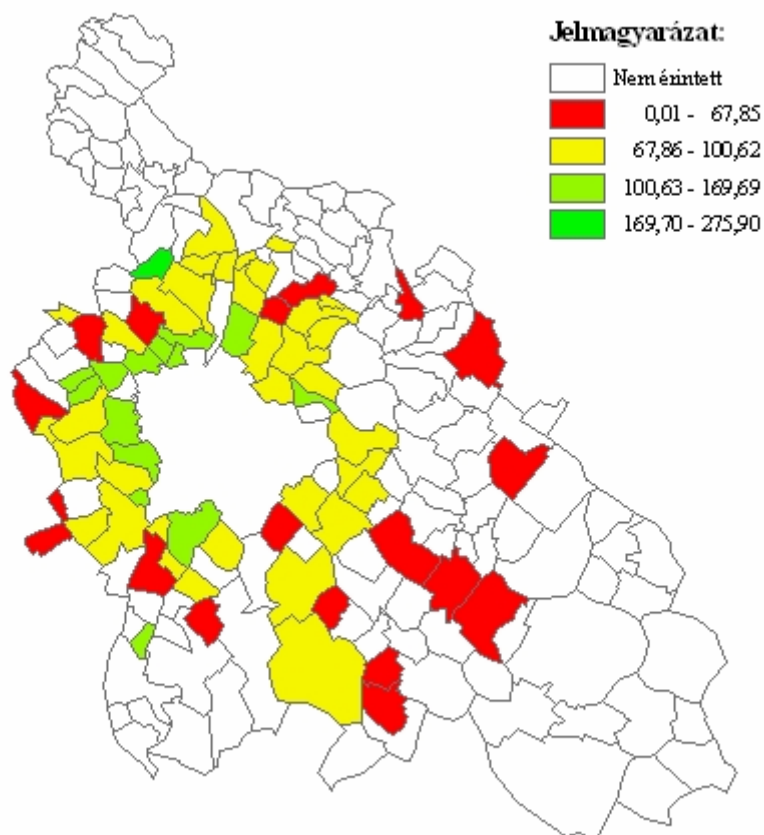 Jelmagyarázat:
Nem érintett
0,01 - 67,85
67,86 - 100,62
100,63 - 169,69
169,70 - 275,90